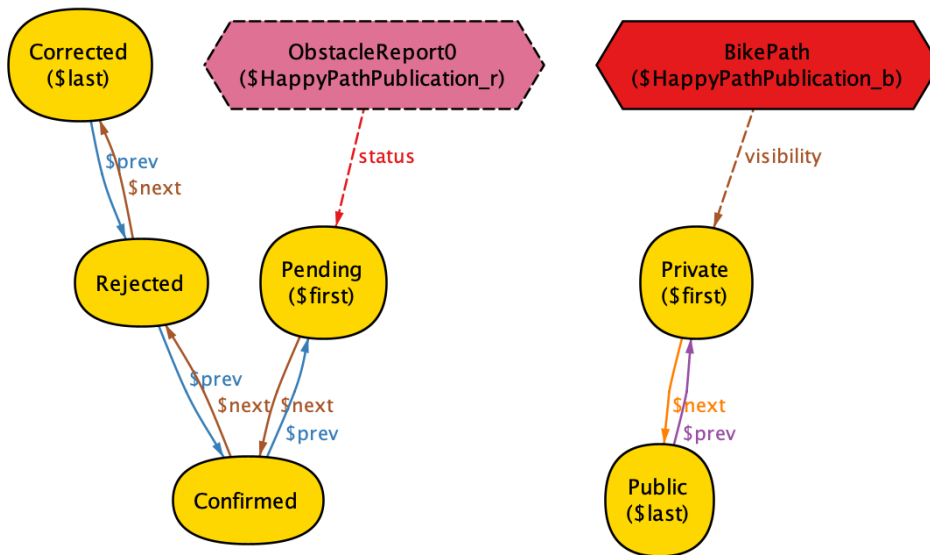 Corrected
($last)
ObstacleReport0
($HappyPathPublication_r)
BikePath
($HappyPathPublication_b)
$prev
$next
status
visibility
Rejected
Pending
($first)
Private
($first)
$prev
$next
$next
$prev
$next
$prev
Confirmed
Public
($last)